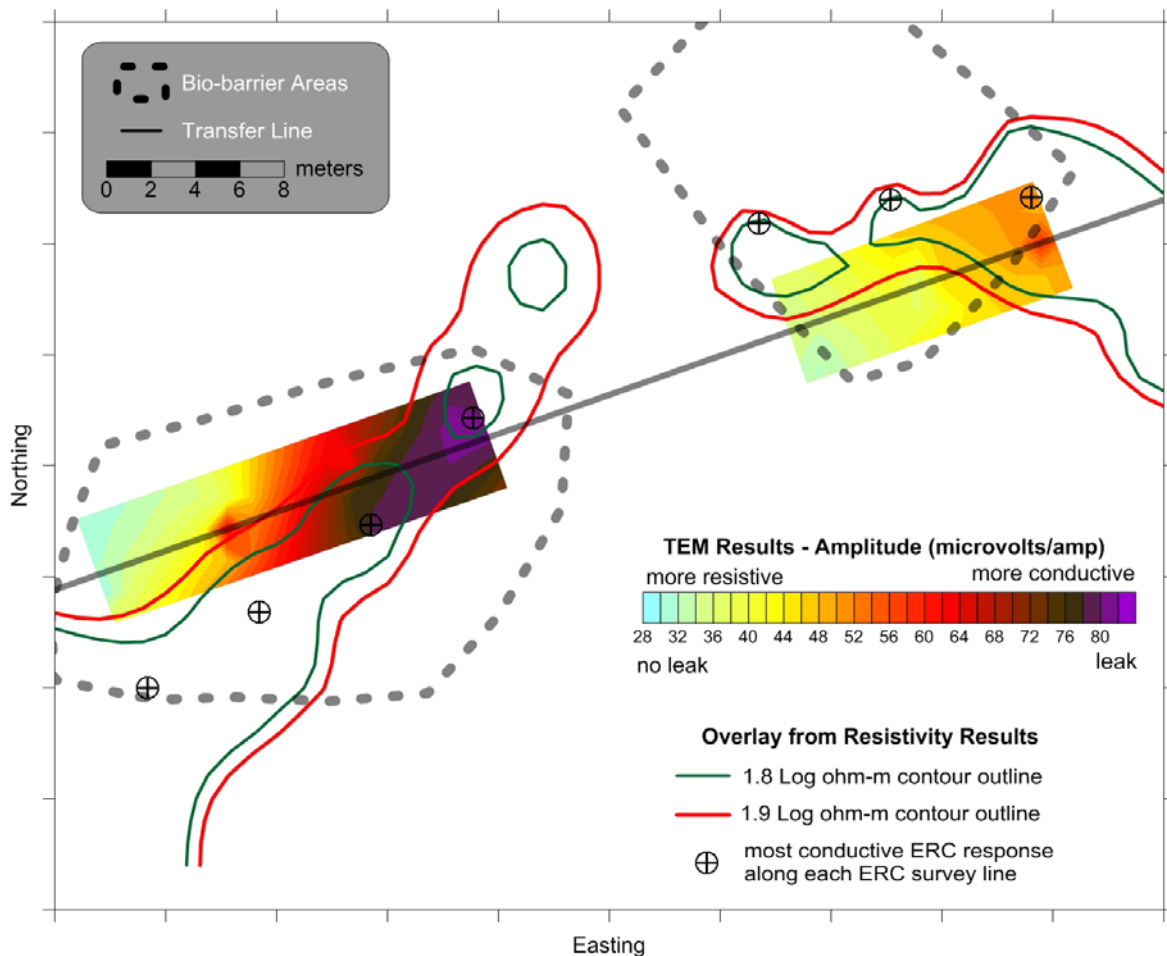 Bio-barrier Areas
Transfer Line
meters
0 2 4 6 8
Northing
TEM Results - Amplitude (microvolts/amp)
more resistive more conductive
28 32 36 40 44 48 52 56 60 64 68 72 76 80
no leak leak
Overlay from Resistivity Results
1.8 Log ohm-m contour outline
1.9 Log ohm-m contour outline
most conductive ERC response
along each ERC survey line
Easting